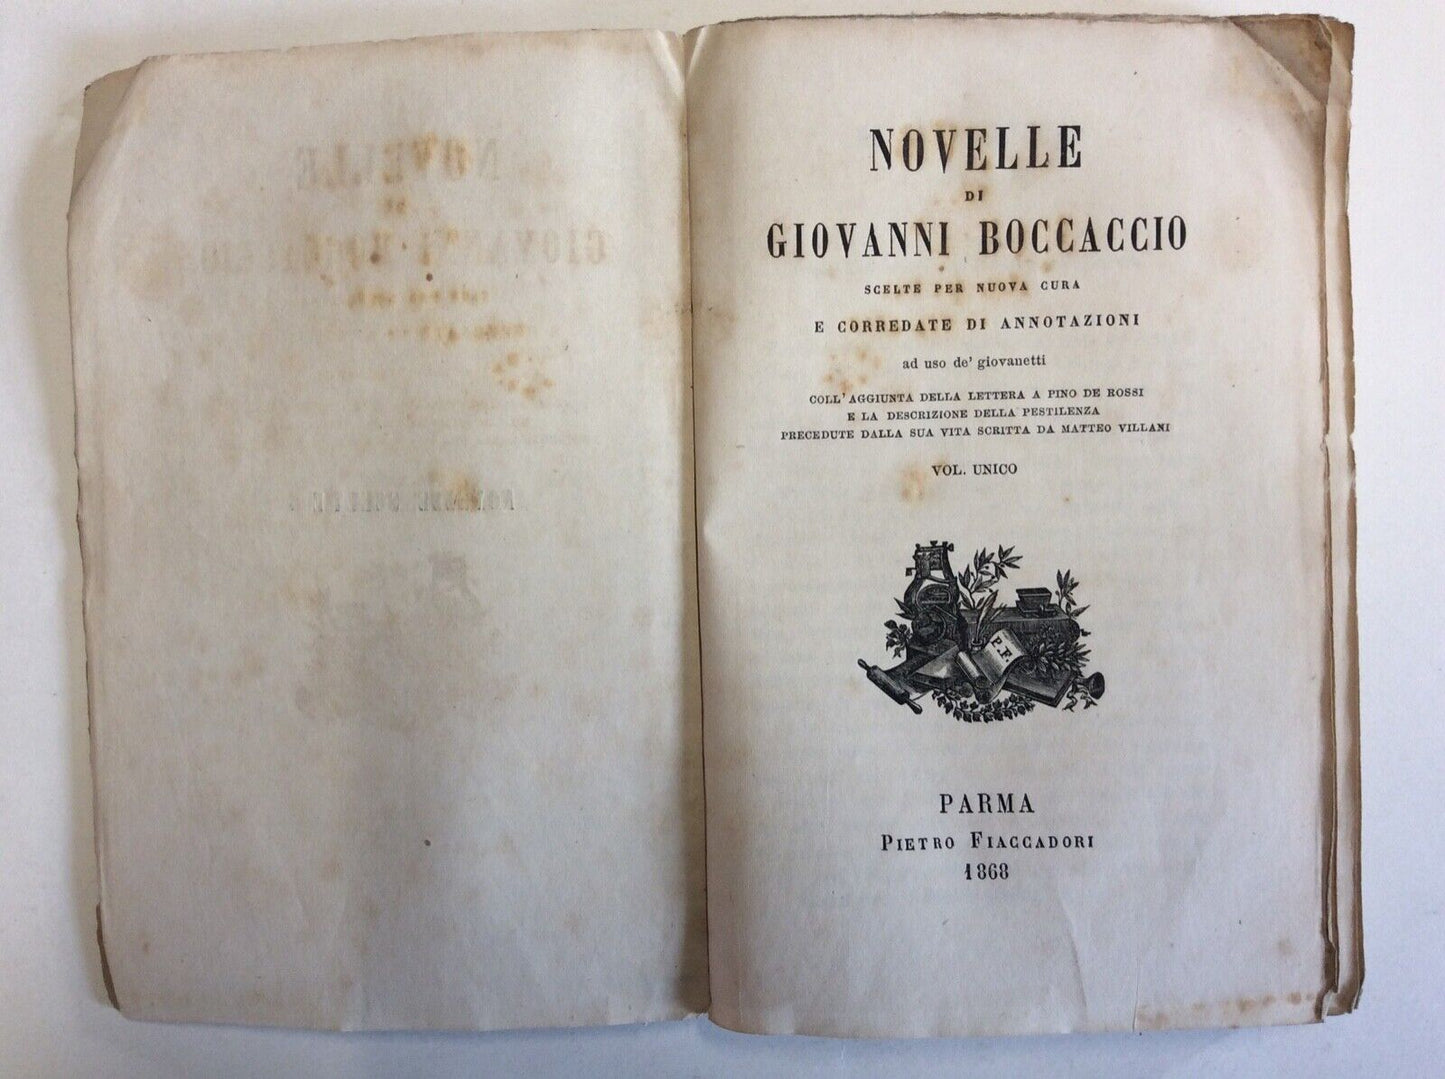 NOVELLE
DI
GIOVANNI BOCCACCIO
SCELTE PER NUOVA CURA
E CORREDATE DI ANNOTAZIONI
ad uso de' giovanetti
COLL' AGGIUNTA DELLA LETTERA A PINO DE ROSSI
E LA DESCRIZIONE DELLA PESTILENZA
PRECEDUTE DALLA SUA VITA SCRITTA DA MATTEO VILLANI
VOL. UNICO
P. F.
PARMA
PIETRO FIACCADORI
1868